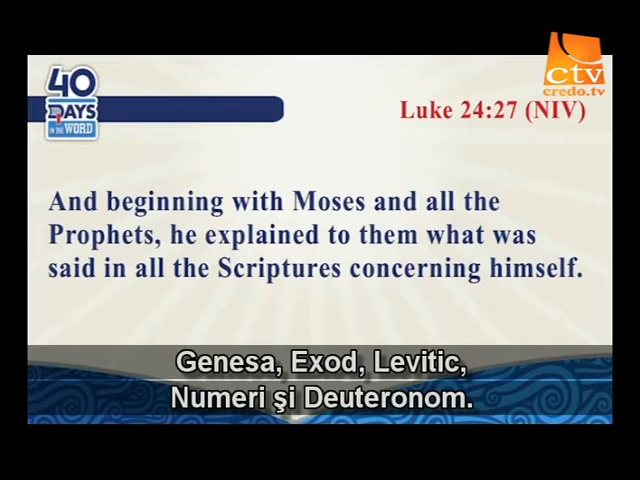 40
DAYS
IN THE WORD
ctv
credo.tv
Luke 24:27 (NIV)
And beginning with Moses and all the
Prophets, he explained to them what was
said in all the Scriptures concerning himself.
Genesa, Exod, Levitic,
Numeri şi Deuteronom.